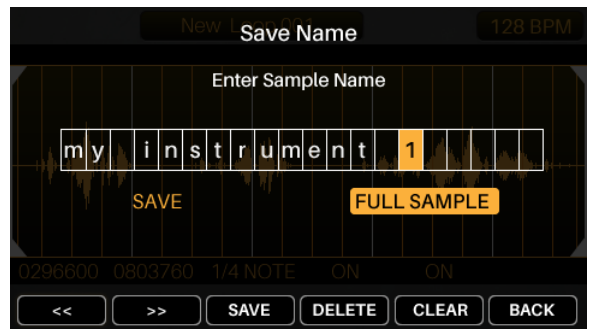 New Loop 001 128 BPM
Save Name
Enter Sample Name
my instrument 1
SAVE FULL SAMPLE
0296600 0803760 1/4 NOTE ON ON
<< >> SAVE DELETE CLEAR BACK